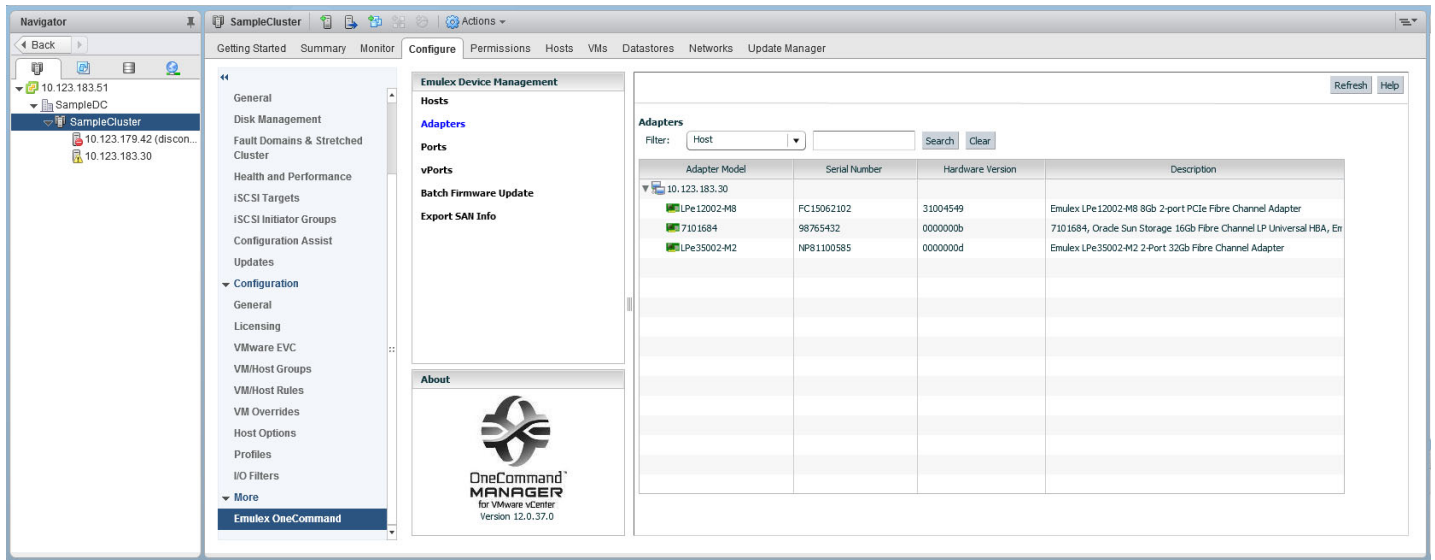 Navigator
Back
10.123.183.51
SampleDC
SampleCluster
10.123.179.42 (discon...
10.123.183.30
SampleCluster Actions
Getting Started Summary Monitor Configure Permissions Hosts VMs Datastores Networks Update Manager
General
Disk Management
Fault Domains & Stretched
Cluster
Health and Performance
iSCSI Targets
iSCSI Initiator Groups
Configuration Assist
Updates
Configuration
General
Licensing
VMware EVC
VM/Host Groups
VM/Host Rules
VM Overrides
Host Options
Profiles
I/O Filters
More
Emulex OneCommand
Emulex Device Management
Hosts
Adapters
Ports
vPorts
Batch Firmware Update
Export SAN Info
About
OneCommand™
MANAGER
for VMware vCenter
Version 12.0.37.0
Refresh Help
Adapters
Filter: Host Search Clear
Adapter Model Serial Number Hardware Version Description
10.123.183.30
LPe12002-M8 FC15062102 31004549 Emulex LPe12002-M8 8Gb 2-port PCIe Fibre Channel Adapter
7101684 98765432 0000000b 7101684, Oracle Sun Storage 16Gb Fibre Channel LP Universal HBA, Em
LPe35002-M2 NP81100585 0000000d Emulex LPe35002-M2 2-Port 32Gb Fibre Channel Adapter